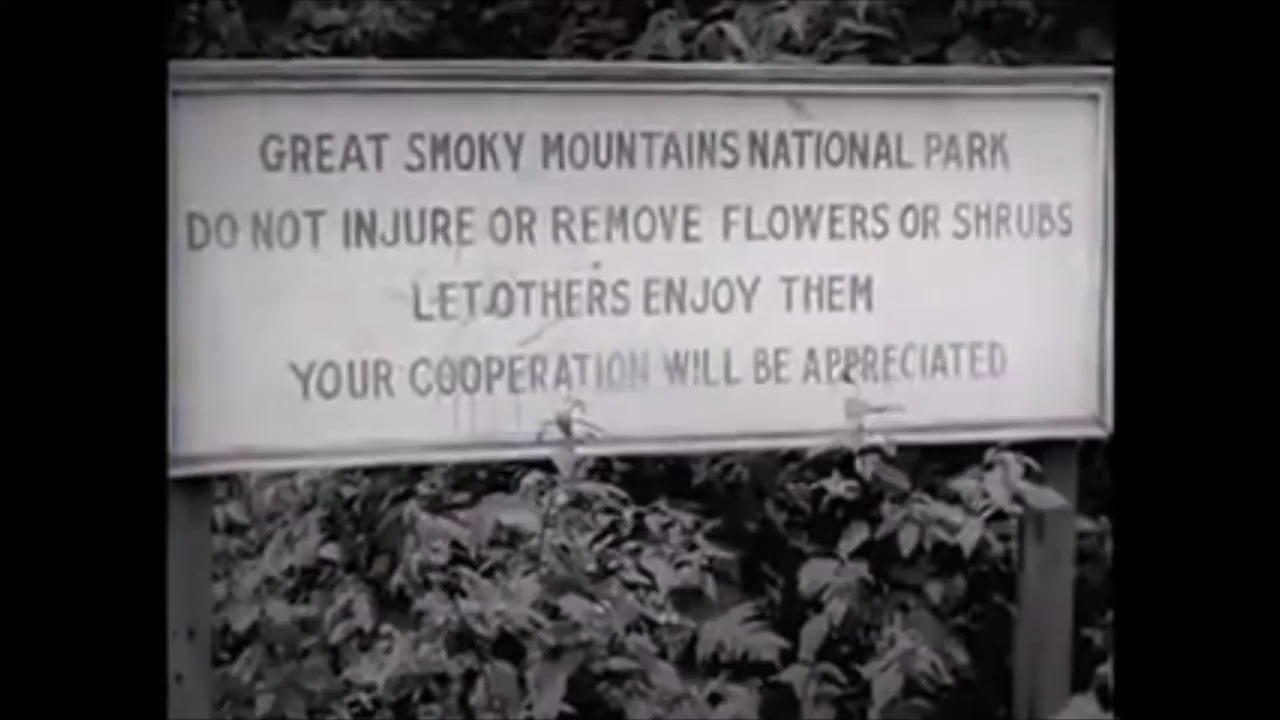 GREAT SMOKY MOUNTAINS NATIONAL PARK
DO NOT INJURE OR REMOVE FLOWERS OR SHRUBS
LET OTHERS ENJOY THEM
YOUR COOPERATION WILL BE APPRECIATED